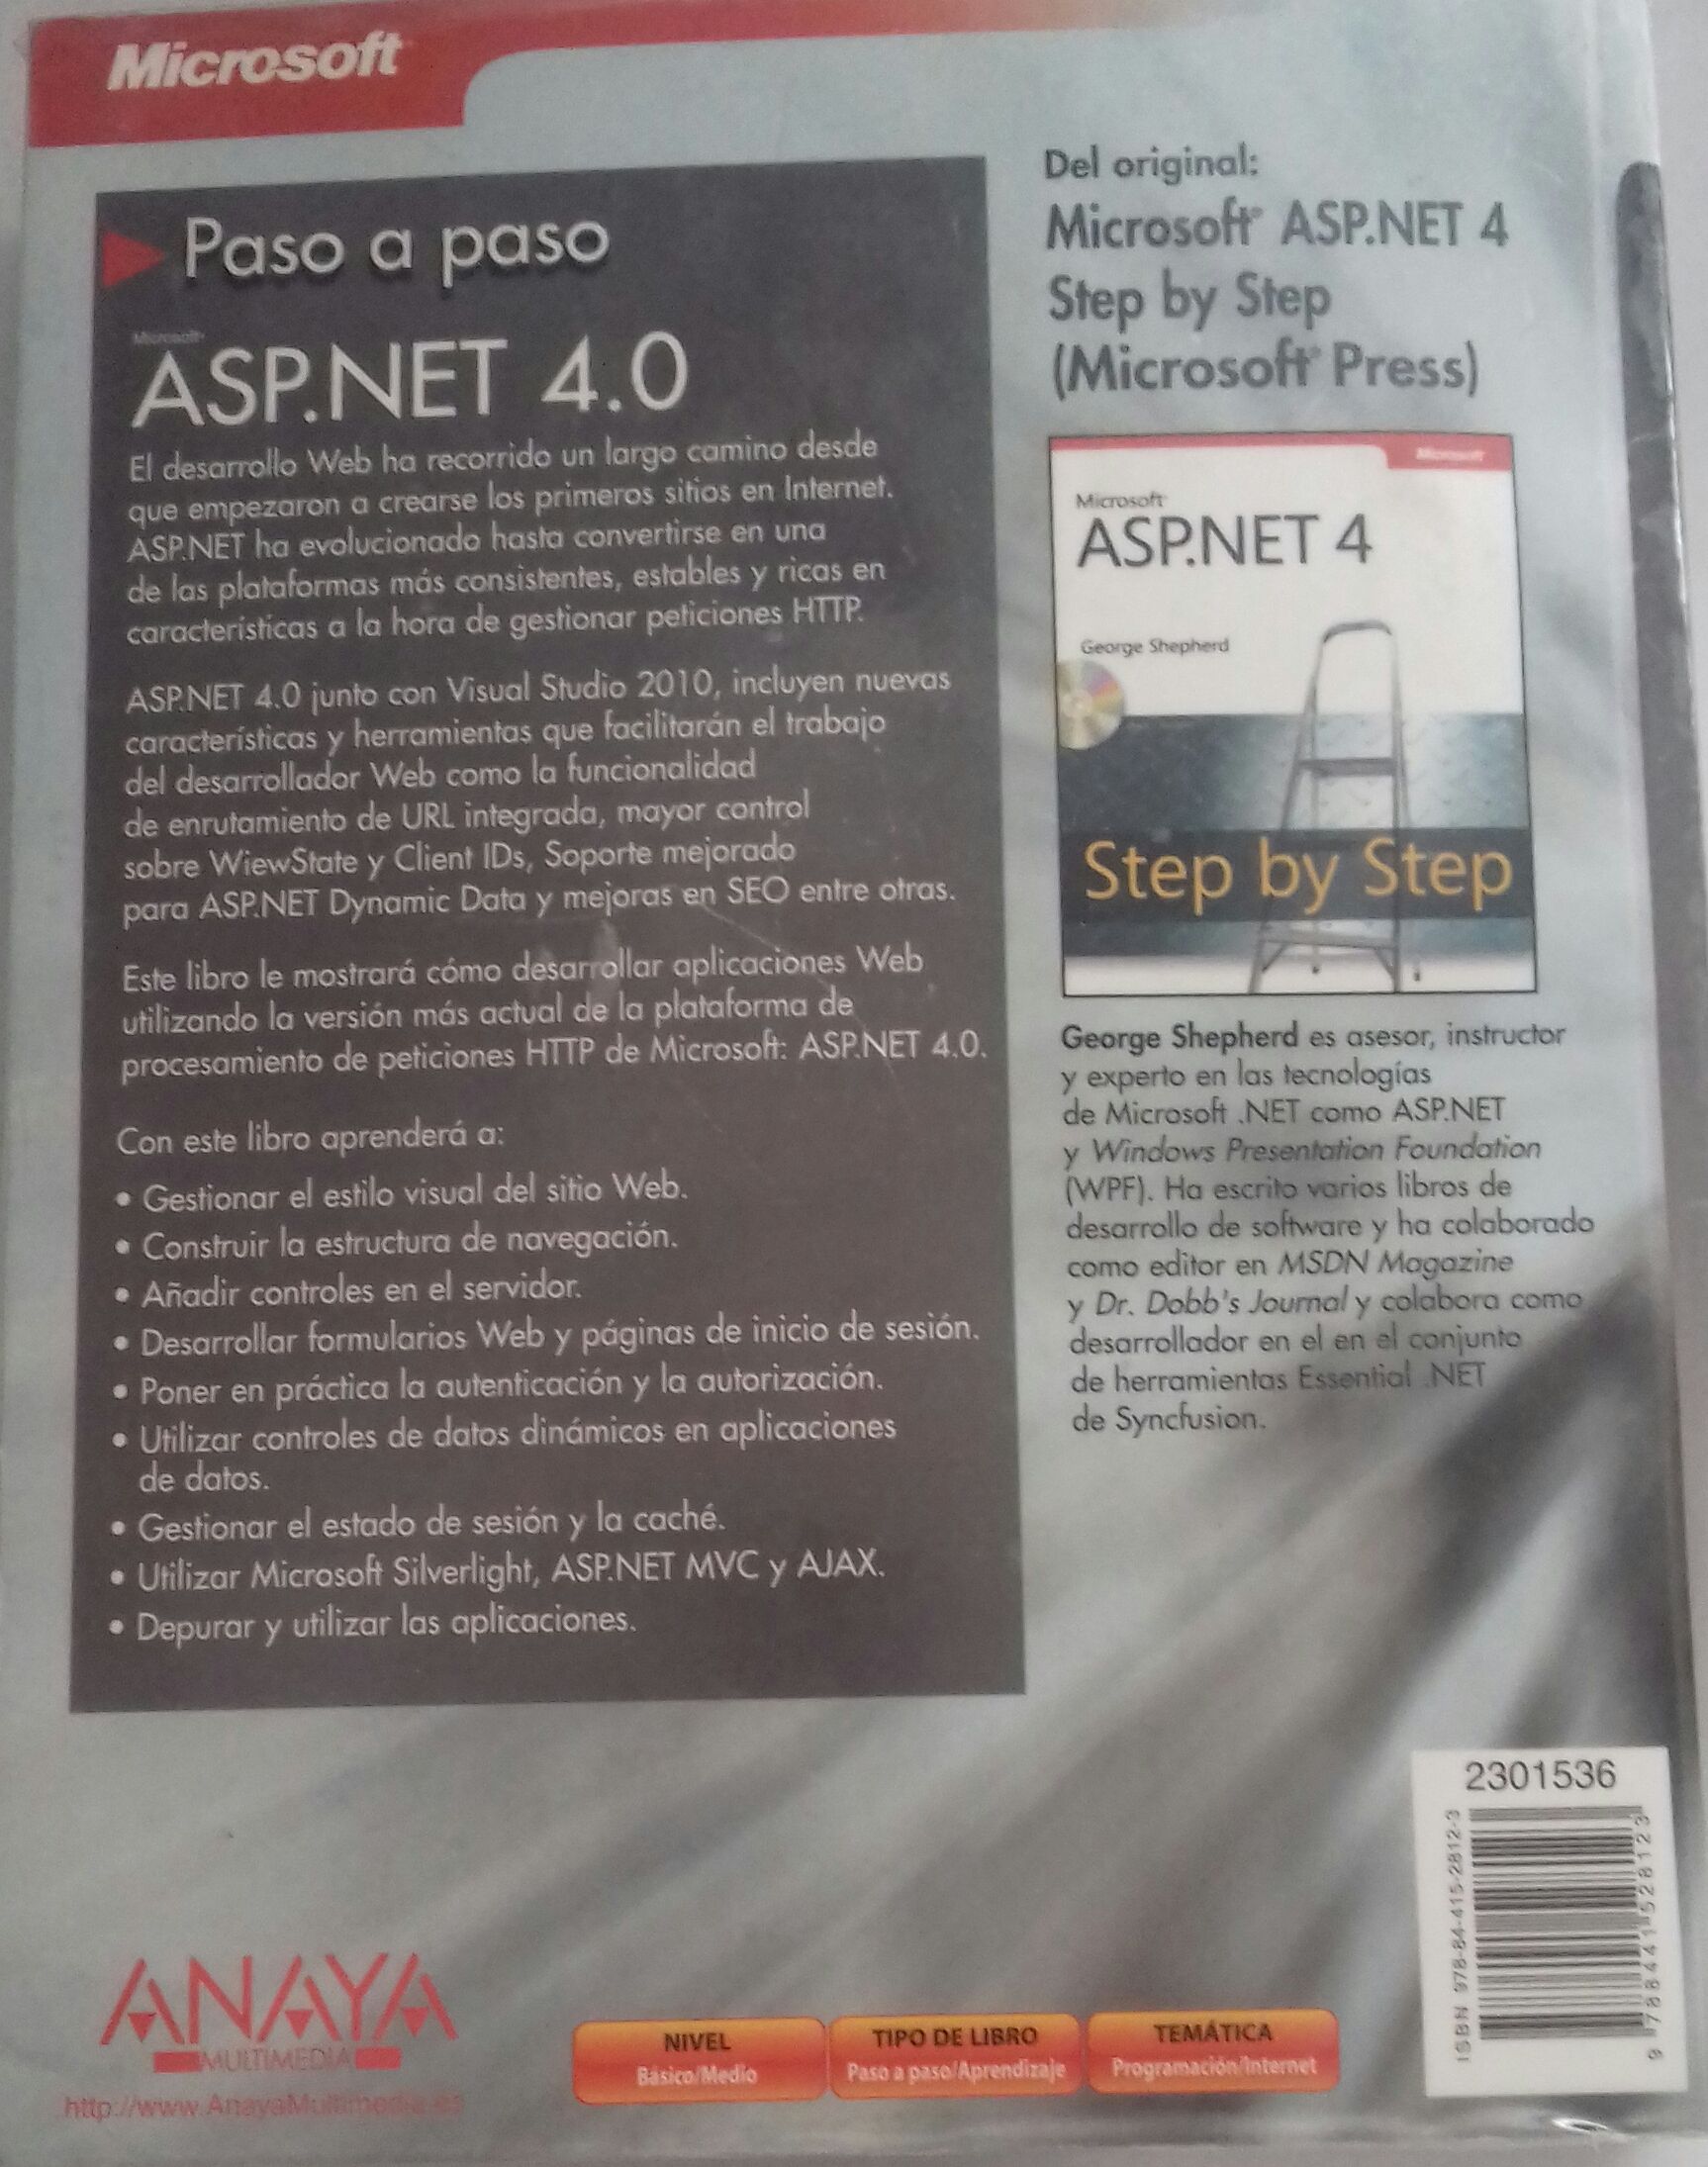 Microsoft
Paso a paso
Microsoft
ASP.NET 4.0
El desarrollo Web ha recorrido un largo camino desde
que empezaron a crearse los primeros sitios en Internet.
ASP.NET ha evolucionado hasta convertirse en una
de las plataformas más consistentes, estables y ricas en
características a la hora de gestionar peticiones HTTP.
ASP.NET 4.0 junto con Visual Studio 2010, incluyen nuevas
características y herramientas que facilitarán el trabajo
del desarrollador Web como la funcionalidad
de enrutamiento de URL integrada, mayor control
sobre WiewState y Client IDs, Soporte mejorado
para ASP.NET Dynamic Data y mejoras en SEO entre otras.
Este libro le mostrará cómo desarrollar aplicaciones Web
utilizando la versión más actual de la plataforma de
procesamiento de peticiones HTTP de Microsoft: ASP.NET 4.0.
Con este libro aprenderá a:
• Gestionar el estilo visual del sitio Web.
• Construir la estructura de navegación.
• Añadir controles en el servidor.
• Desarrollar formularios Web y páginas de inicio de sesión.
• Poner en práctica la autenticación y la autorización.
• Utilizar controles de datos dinámicos en aplicaciones
de datos.
• Gestionar el estado de sesión y la caché.
• Utilizar Microsoft Silverlight, ASP.NET MVC y AJAX.
• Depurar y utilizar las aplicaciones.
Del original:
Microsoft® ASP.NET 4
Step by Step
(Microsoft® Press)
Microsoft
Microsoft®
ASP.NET 4
George Shepherd
Step by Step
George Shepherd es asesor, instructor
y experto en las tecnologías
de Microsoft .NET como ASP.NET
y Windows Presentation Foundation
(WPF). Ha escrito varios libros de
desarrollo de software y ha colaborado
como editor en MSDN Magazine
y Dr. Dobb's Journal y colabora como
desarrollador en el en el conjunto
de herramientas Essential .NET
de Syncfusion.
2301536
ISBN 978-84-415-2812-3
9 788441 528123
ANAYA
MULTIMEDIA
http://www.AnayaMultimedia.es
NIVEL
Básico/Medio
TIPO DE LIBRO
Paso a paso/Aprendizaje
TEMÁTICA
Programación/Internet